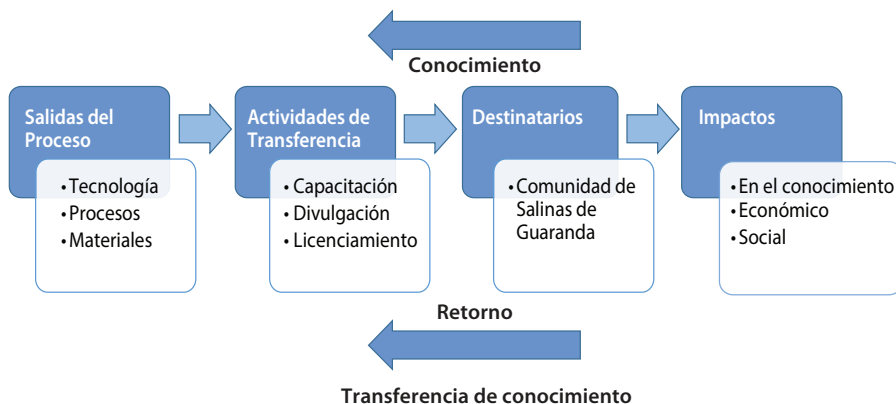 Conocimiento
Salidas del
Proceso
• Tecnología
• Procesos
• Materiales
Actividades de
Transferencia
• Capacitación
• Divulgación
• Licenciamiento
Destinatarios
• Comunidad de
Salinas de
Guaranda
Impactos
• En el conocimiento
• Económico
• Social
Retorno
Transferencia de conocimiento